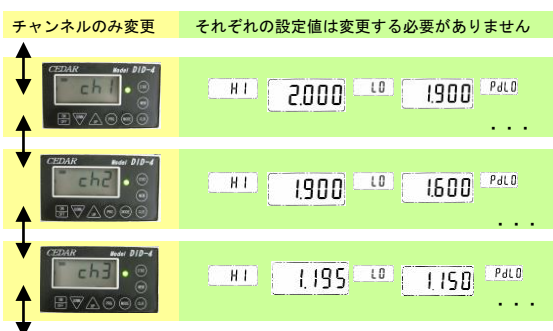 チャンネルのみ変更 それぞれの設定値は変更する必要がありません
CEDAR Model DID-4
ch1
HI 2.000 LO 1.900 PdLO
...
CEDAR Model DID-4
ch2
HI 1.900 LO 1.600 PdLO
...
CEDAR Model DID-4
ch3
HI 1.195 LO 1.150 PdLO
...